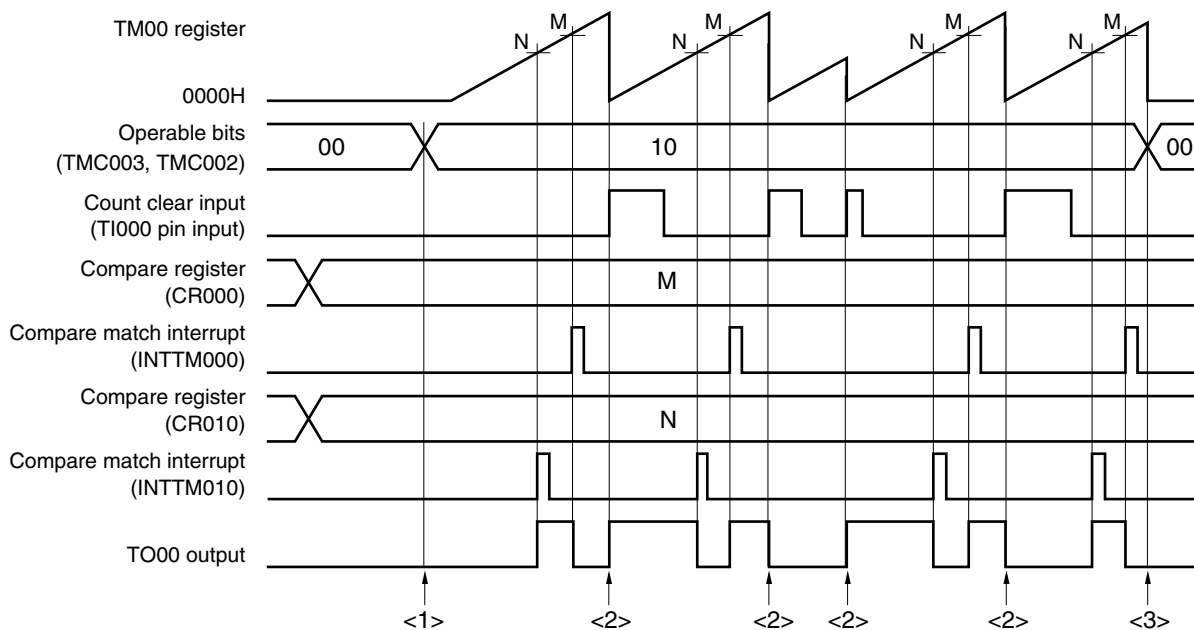 TM00 register
N M N M N M N M
0000H
Operable bits
(TMC003, TMC002)
00 10 00
Count clear input
(TI000 pin input)
Compare register
(CR000)
M
Compare match interrupt
(INTTM000)
Compare register
(CR010)
N
Compare match interrupt
(INTTM010)
TO00 output
<1> <2> <2> <2> <2> <3>